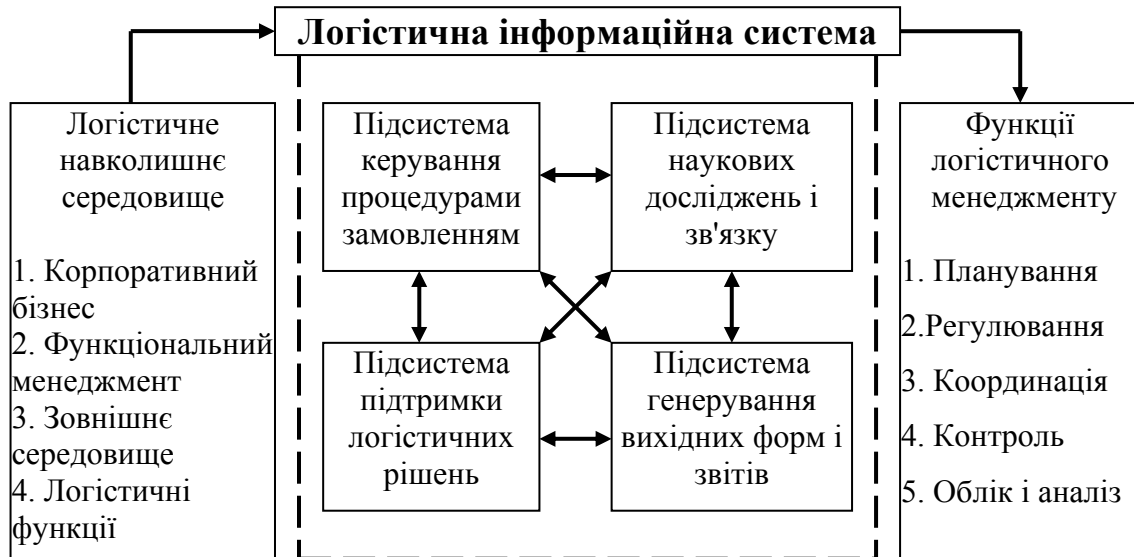 Логістична інформаційна система
Логістичне
навколишнє
середовище
1. Корпоративний
бізнес
2. Функціональний
менеджмент
3. Зовнішнє
середовище
4. Логістичні
функції
Підсистема
керування
процедурами
замовленням
Підсистема
наукових
досліджень і
зв'язку
Підсистема
підтримки
логістичних
рішень
Підсистема
генерування
вихідних форм і
звітів
Функції
логістичного
менеджменту
1. Планування
2.Регулювання
3. Координація
4. Контроль
5. Облік і аналіз